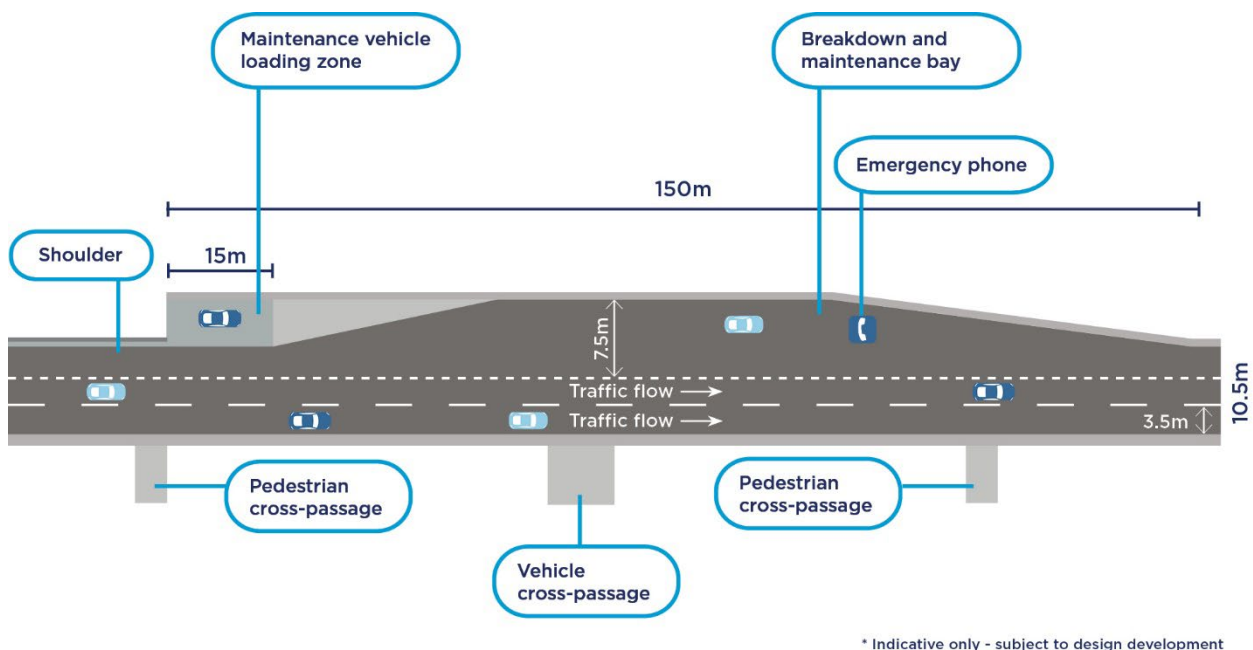 Maintenance vehicle
loading zone
Breakdown and
maintenance bay
Emergency phone
150m
Shoulder
15m
7.5m
Traffic flow
Traffic flow
3.5m
10.5m
Pedestrian
cross-passage
Pedestrian
cross-passage
Vehicle
cross-passage
* Indicative only - subject to design development